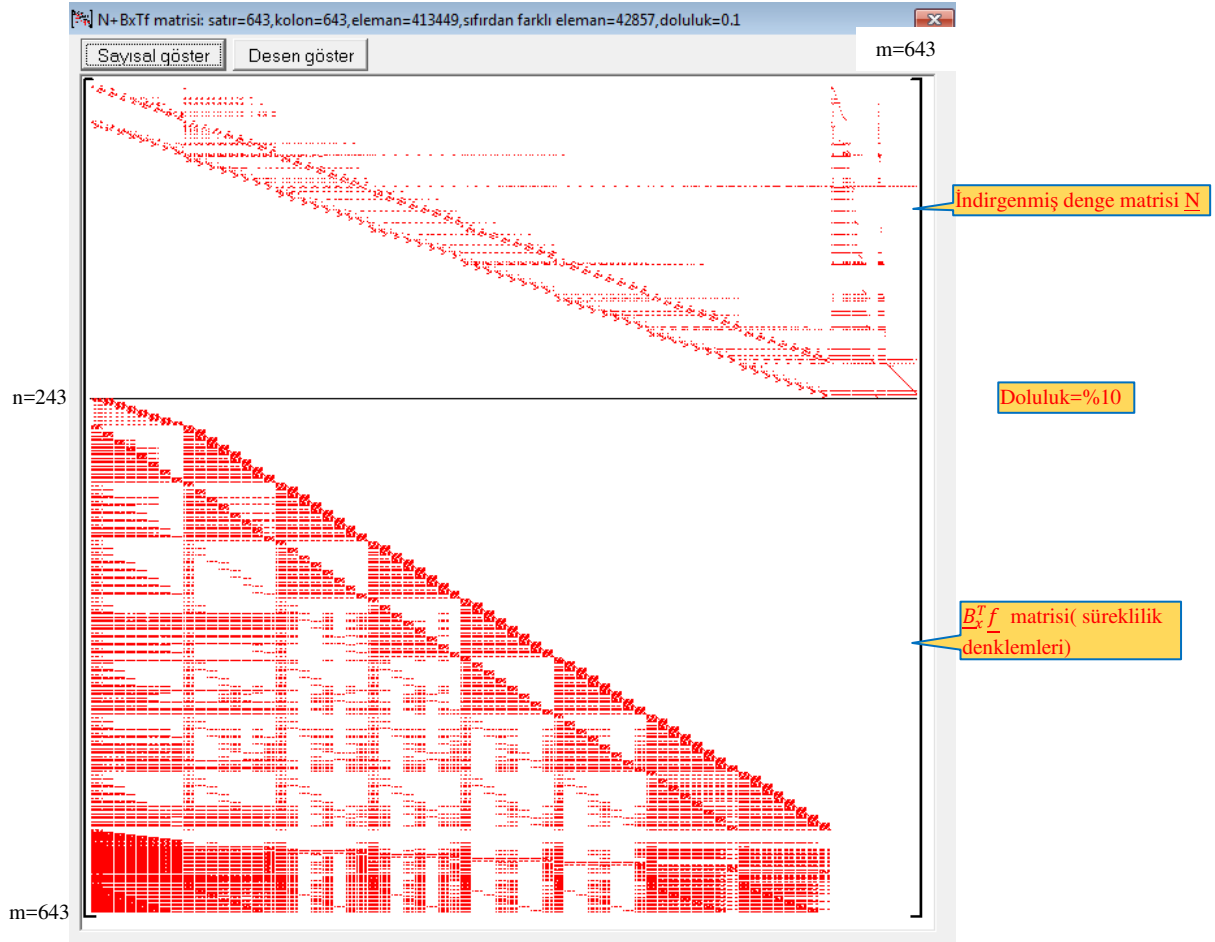 N+BxTf matrisi: satır=643,kolon=643,eleman=413449,sıfırdan farklı eleman=42857,doluluk=0.1
Sayısal göster Desen göster
m=643
İndirgenmiş denge matrisi N
n=243
Doluluk=%10
B_x^T f matrisi( süreklilik
denklemleri)
m=643